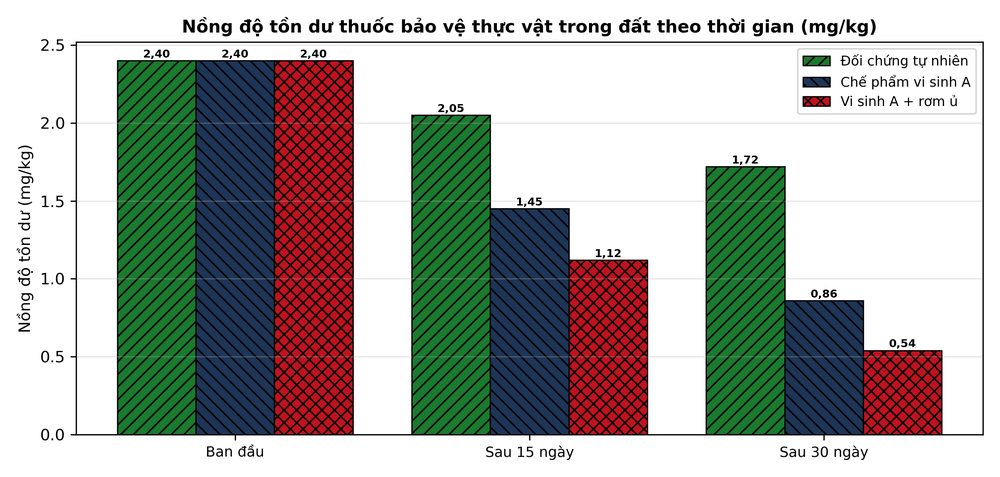 Nồng độ tồn dư thuốc bảo vệ thực vật trong đất theo thời gian (mg/kg)
Nồng độ tồn dư (mg/kg)
2.5
2.0
1.5
1.0
0.5
0.0
2,40
2,40
2,40
2,05
1,45
1,12
1,72
0,86
0,54
Đối chứng tự nhiên
Chế phẩm vi sinh A
Vi sinh A + rơm ủ
Ban đầu
Sau 15 ngày
Sau 30 ngày